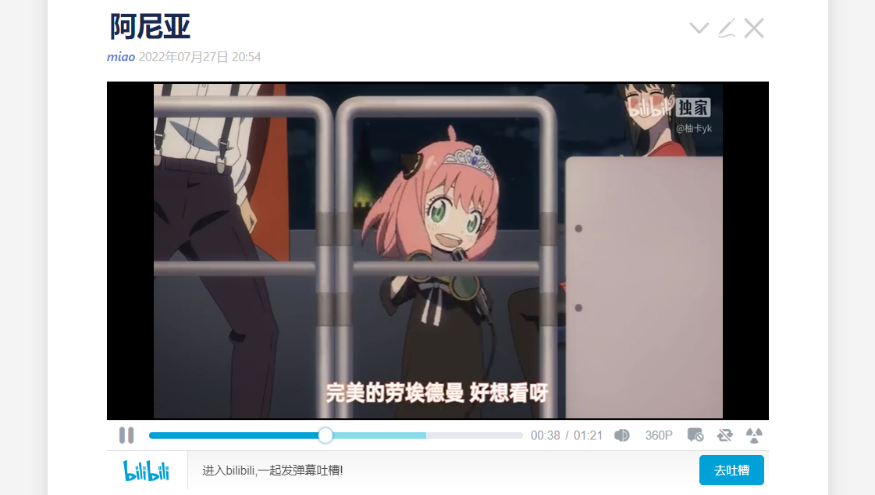 阿尼亚
miao 2022年07月27日 20:54
bilibili 独家
@柚卡yk
完美的劳埃德曼 好想看呀
00:38 / 01:21 360P
bilibili 进入bilibili,一起发弹幕吐槽! 去吐槽